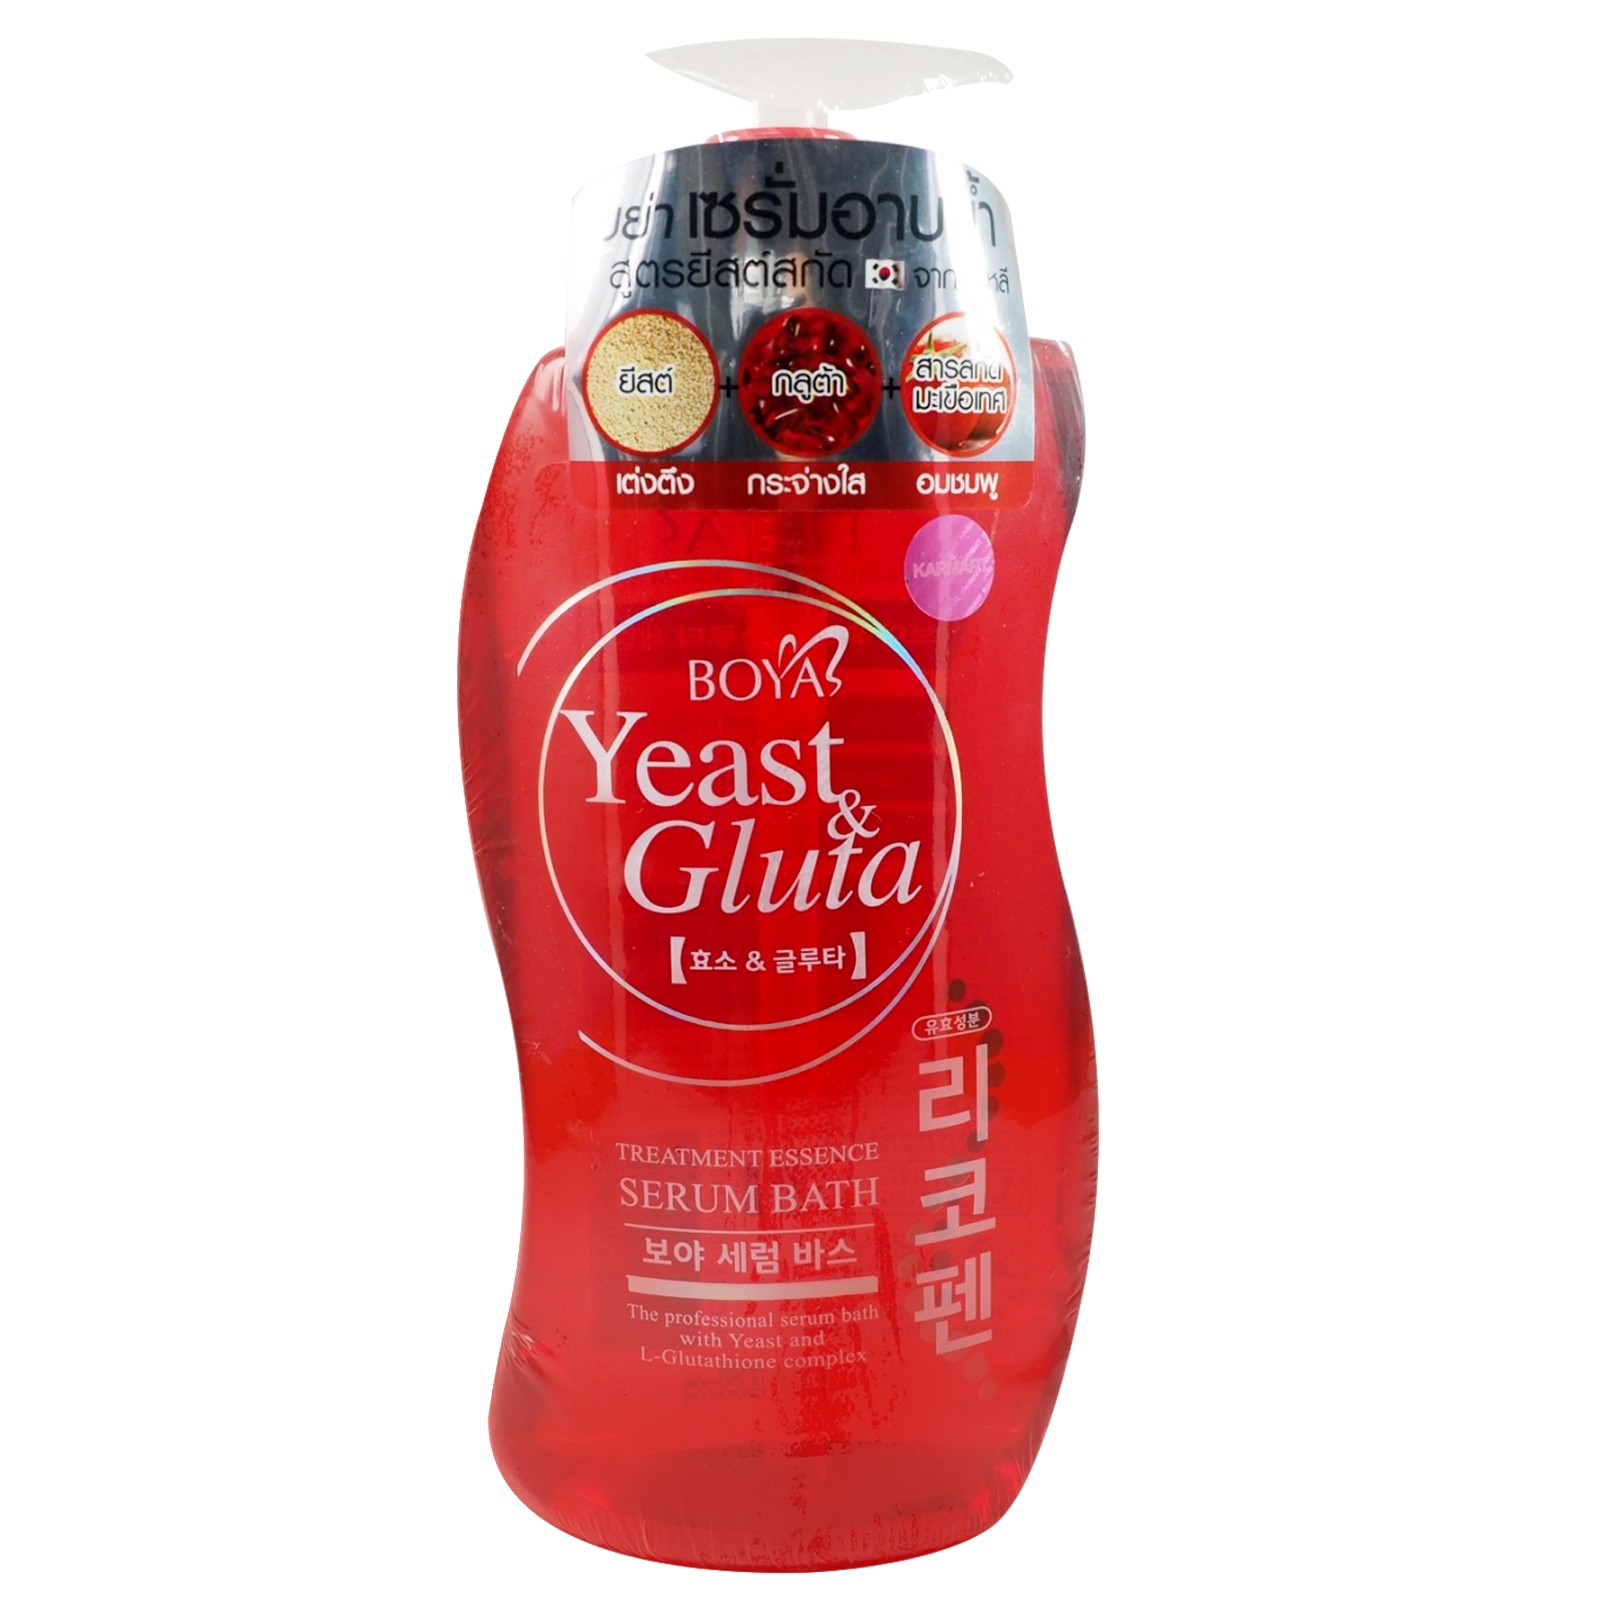 เซรั่มอาบ
สูตรยีสต์สกัด
ยีสต์
+
กลูต้า
+
สารสกัด
มะเขือเทศ
เต่งตึง
กระจ่างใส
อมชมพู
KARMART
BOYA
Yeast
&
Gluta
【효소 & 글루타】
유효성분
리코펜
TREATMENT ESSENCE
SERUM BATH
보야 세럼 바스
The professional serum bath
with Yeast and
L-Glutathione complex